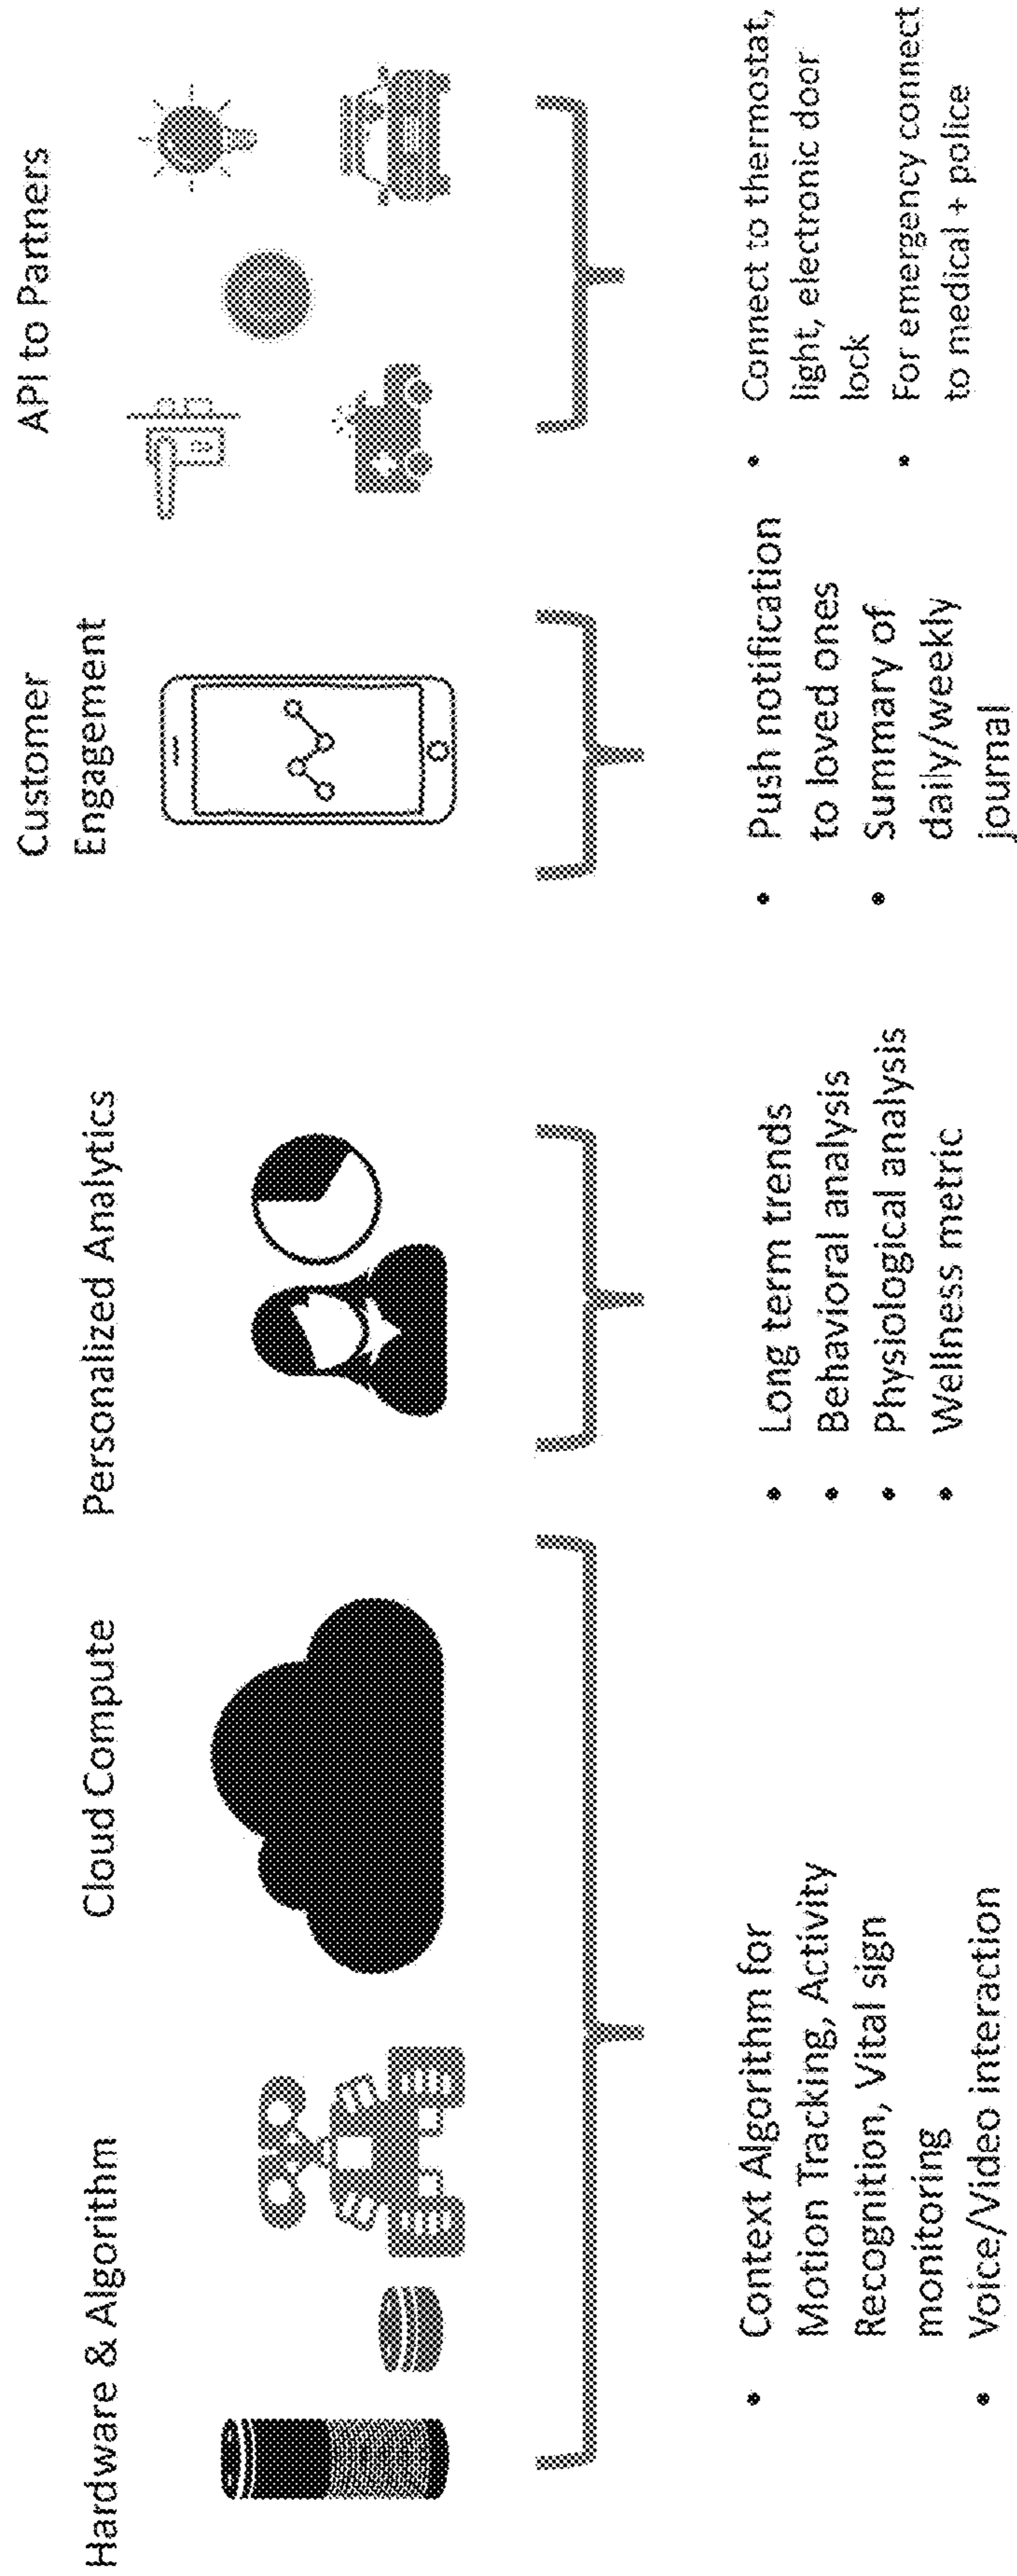 Hardware & Algorithm
Cloud Compute
Personalized Analytics
Customer
Engagement
API to Partners
• Context Algorithm for
Motion Tracking, Activity
Recognition, Vital sign
monitoring
• Voice/Video interaction
• Long term trends
• Behavioral analysis
• Physiological analysis
• Wellness metric
• Push notification
to loved ones
• Summary of
daily/weekly
journal
• Connect to thermostat,
light, electronic door
lock
• For emergency connect
to medical + police